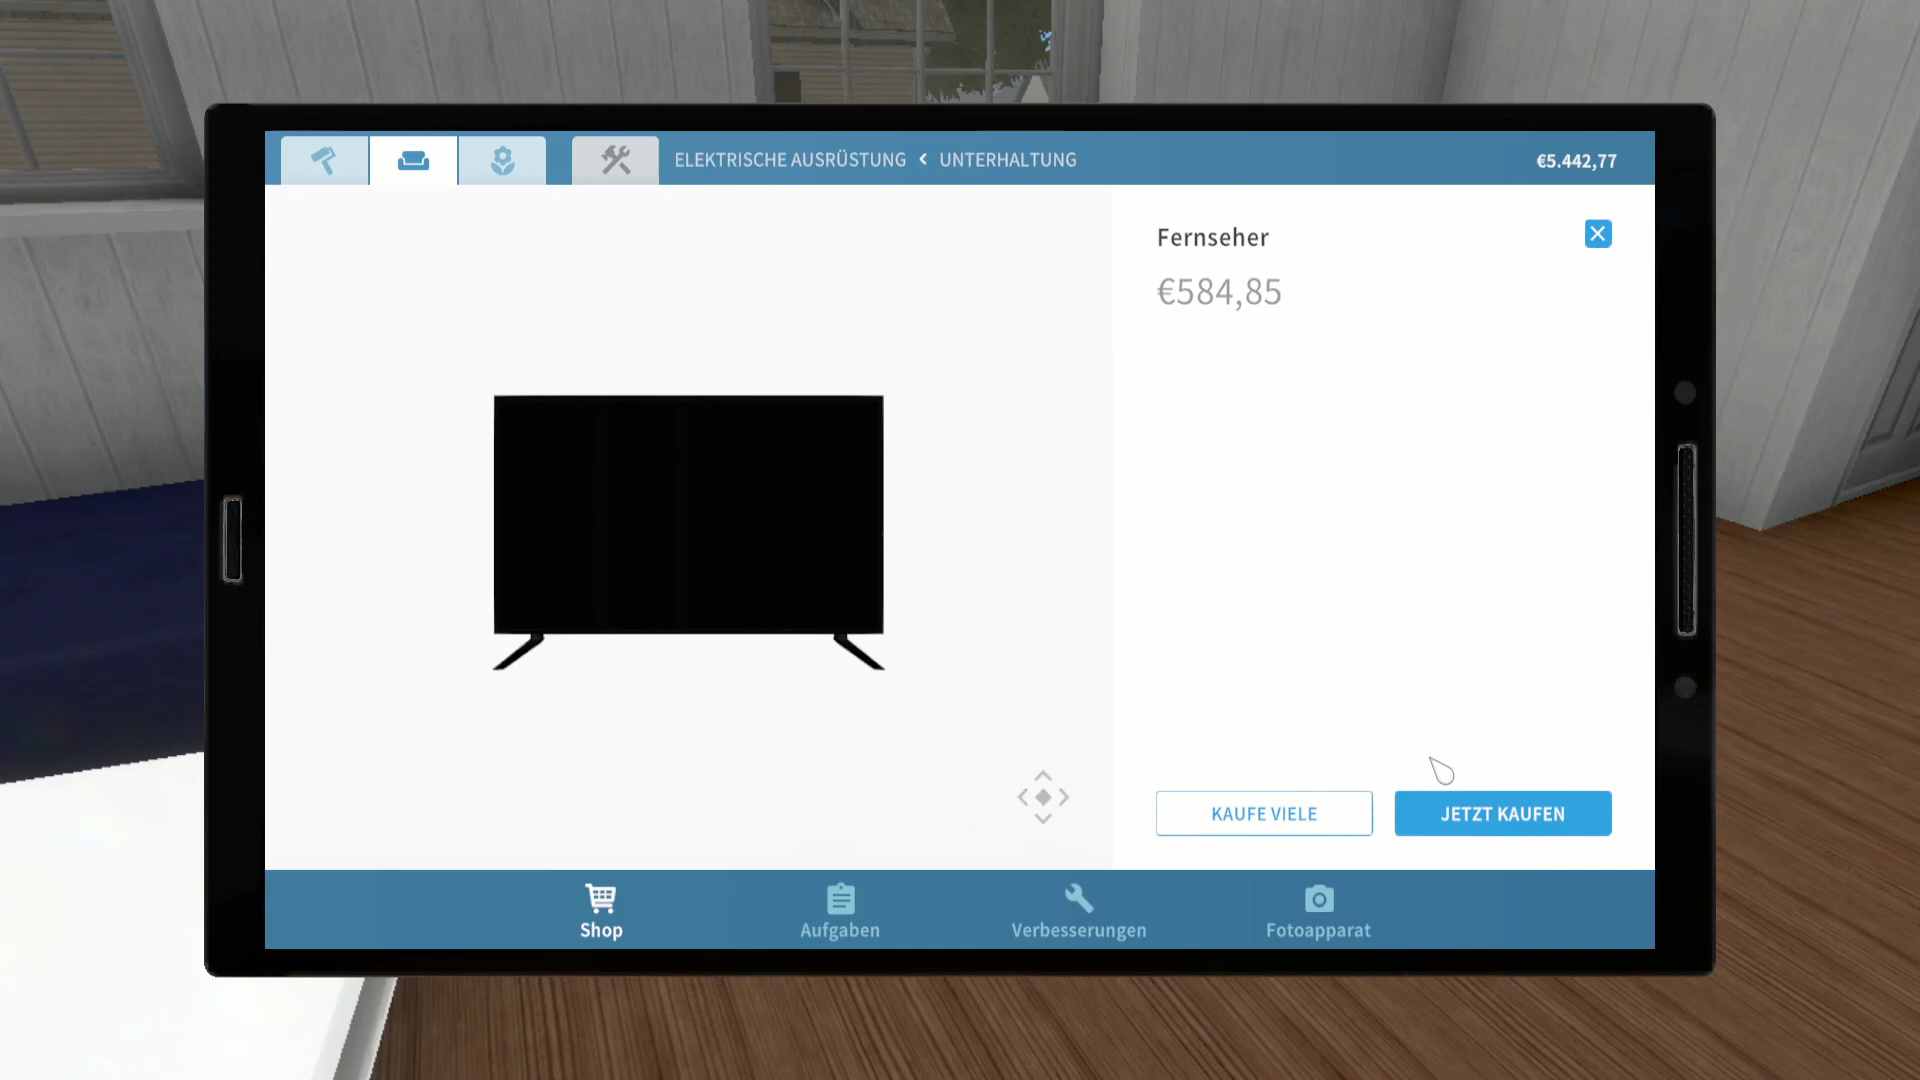 ELEKTRISCHE AUSRÜSTUNG < UNTERHALTUNG
€5.442,77
Fernseher
€584,85
KAUFE VIELE
JETZT KAUFEN
Shop
Aufgaben
Verbesserungen
Fotoapparat